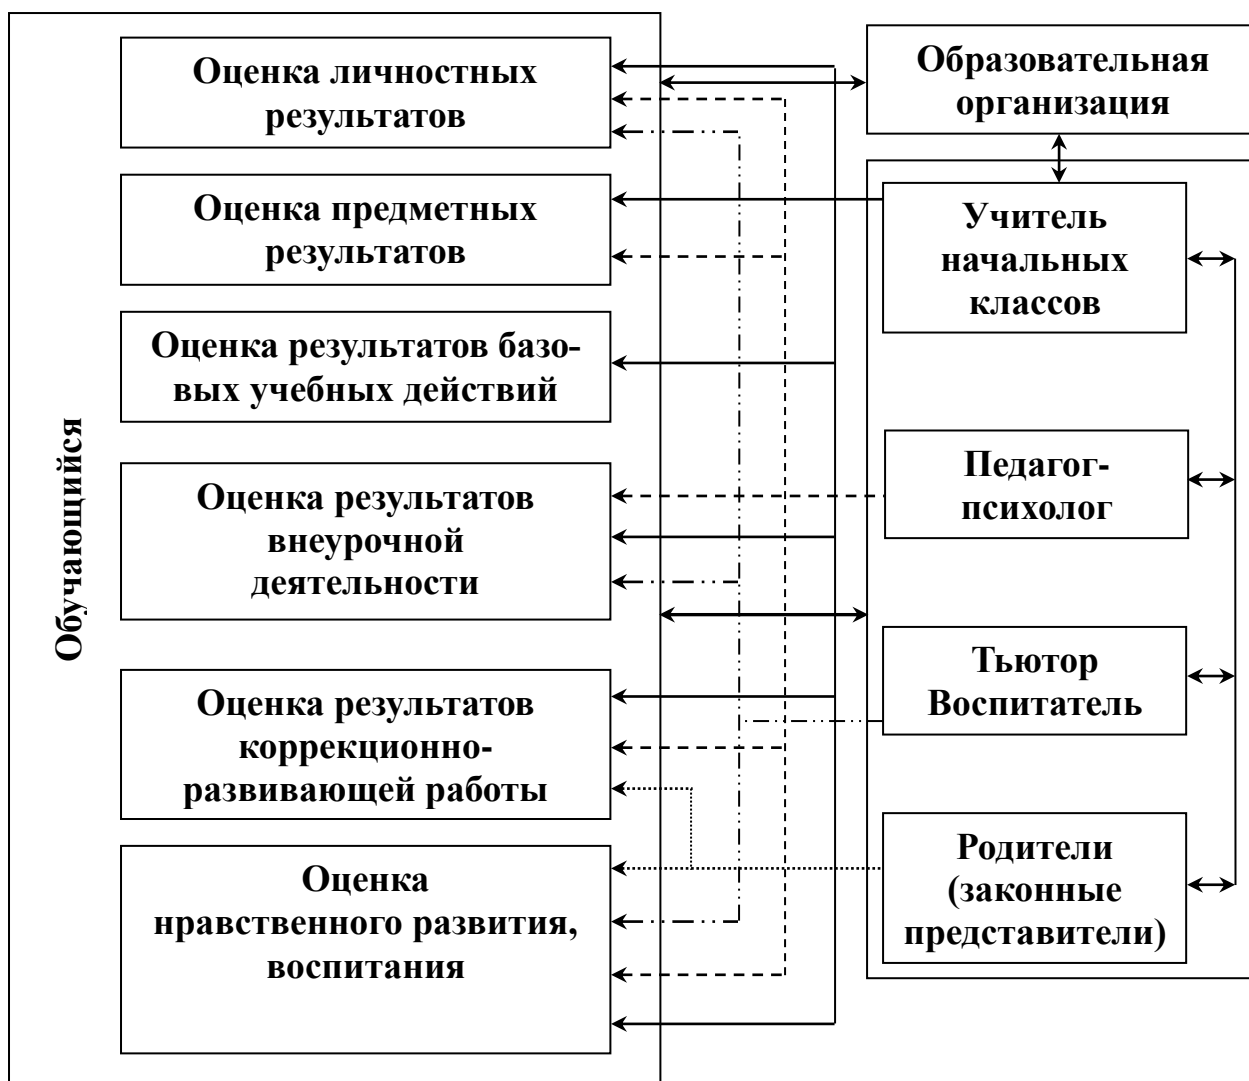 Обучающийся
Оценка личностных
результатов
Оценка предметных
результатов
Оценка результатов базо-
вых учебных действий
Оценка результатов
внеурочной
деятельности
Оценка результатов
коррекционно-
развивающей работы
Оценка
нравственного развития,
воспитания
Образовательная
организация
Учитель
начальных
классов
Педагог-
психолог
Тьютор
Воспитатель
Родители
(законные
представители)